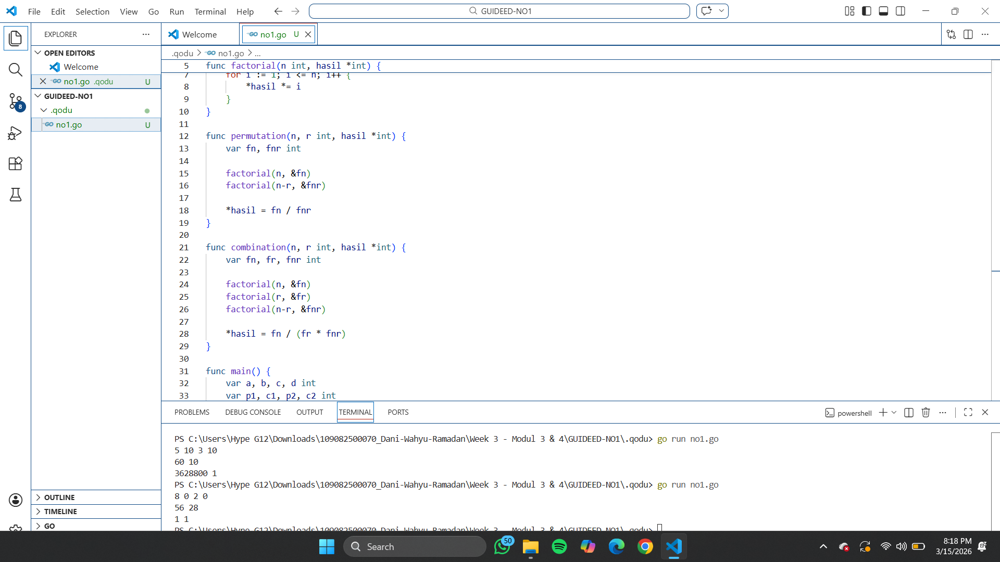 File Edit Selection View Go Run Terminal Help
GUIDEED-NO1
EXPLORER
OPEN EDITORS
Welcome
no1.go .qodu U
GUIDEED-NO1
.qodu
no1.go U
8
OUTLINE
TIMELINE
GO
Welcome
no1.go U
.qodu > no1.go > ...
5 func factorial(n int, hasil *int) {
7 for i := 1; i <= n; i++ {
8 *hasil *= i
9 }
10 }
11
12 func permutation(n, r int, hasil *int) {
13 var fn, fnr int
14
15 factorial(n, &fn)
16 factorial(n-r, &fnr)
17
18 *hasil = fn / fnr
19 }
20
21 func combination(n, r int, hasil *int) {
22 var fn, fr, fnr int
23
24 factorial(n, &fn)
25 factorial(r, &fr)
26 factorial(n-r, &fnr)
27
28 *hasil = fn / (fr * fnr)
29 }
30
31 func main() {
32 var a, b, c, d int
33 var p1, c1, p2, c2 int
PROBLEMS DEBUG CONSOLE OUTPUT TERMINAL PORTS
powershell
PS C:\Users\Hype G12\Downloads\109082500070_Dani-Wahyu-Ramadan\Week 3 - Modul 3 & 4\GUIDEED-NO1\.qodu> go run no1.go
5 10 3 10
60 10
3628800 1
PS C:\Users\Hype G12\Downloads\109082500070_Dani-Wahyu-Ramadan\Week 3 - Modul 3 & 4\GUIDEED-NO1\.qodu> go run no1.go
8 0 2 0
56 28
1 1
PS C:\Users\Hype G12\Downloads\109082500070_Dani-Wahyu-Ramadan\Week 3 - Modul 3 & 4\GUIDEED-NO1\.qodu>
Search
50
8:18 PM
3/15/2026